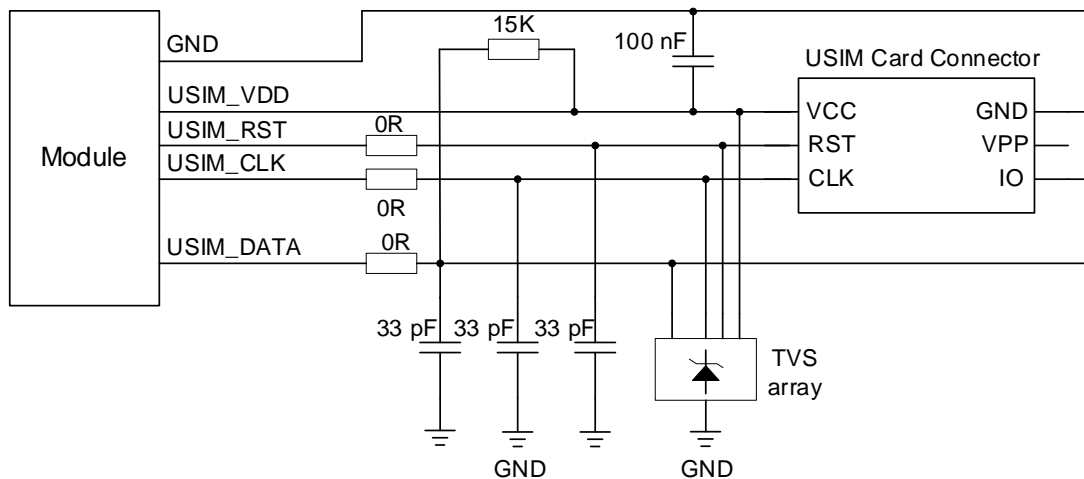 15K
GND
100 nF
USIM Card Connector
USIM_VDD
VCC
GND
USIM_RST
0R
RST
VPP
Module
USIM_CLK
CLK
IO
0R
USIM_DATA
0R
33 pF
33 pF
33 pF
TVS
array
GND
GND